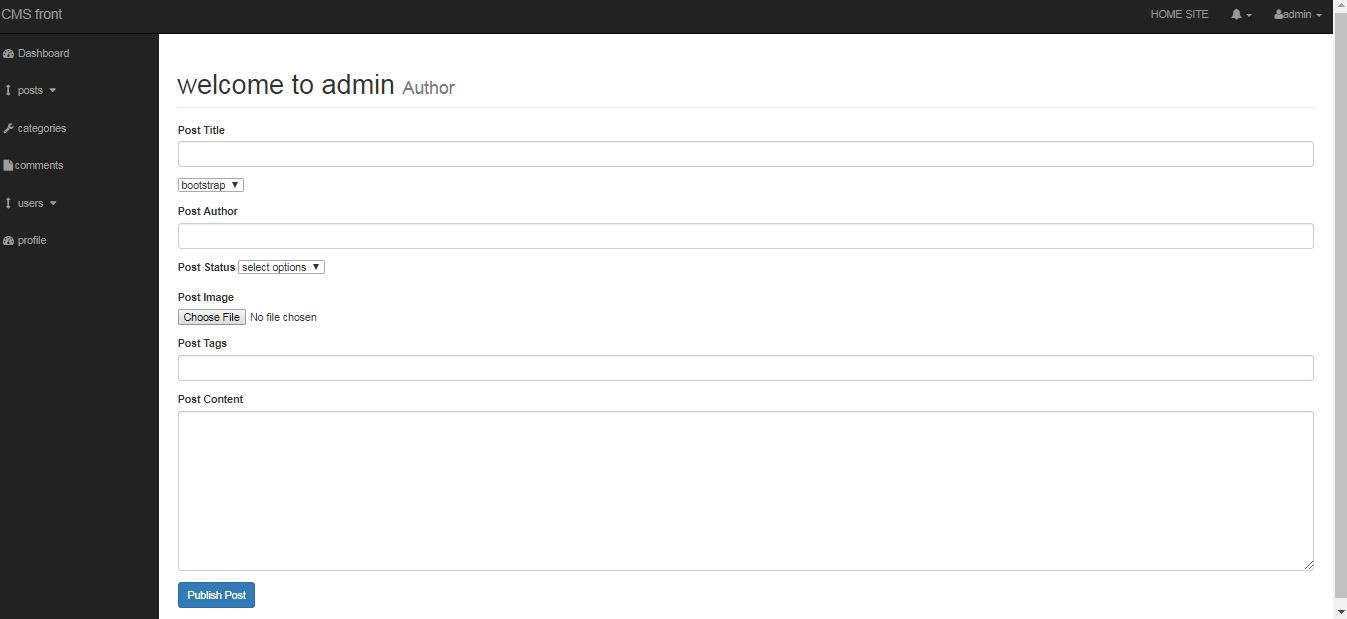 CMS front
HOME SITE
admin
Dashboard
posts
categories
comments
users
profile
welcome to admin Author
Post Title
bootstrap
Post Author
Post Status select options
Post Image
Choose File No file chosen
Post Tags
Post Content
Publish Post